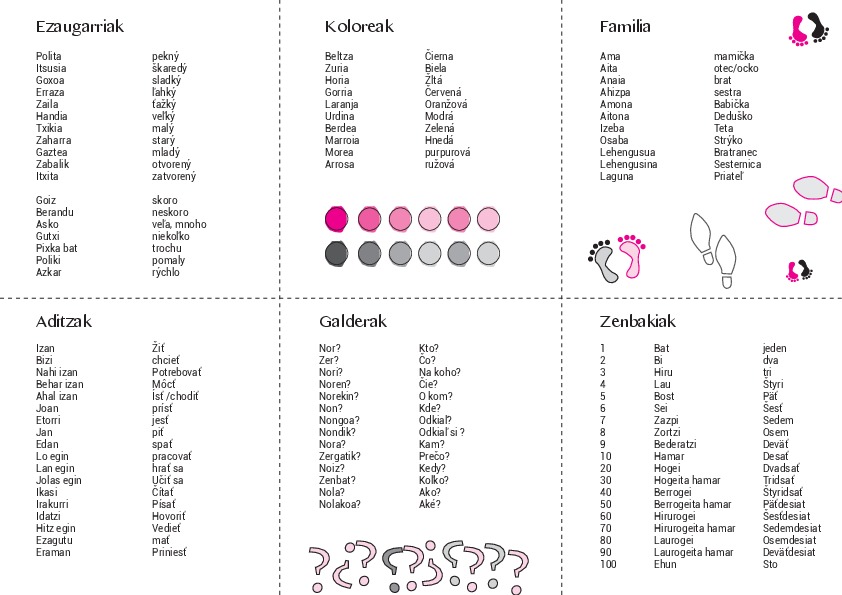 Ezaugarriak
Polita pekný
Itsusia škaredý
Goxoa sladký
Erraza ľahký
Zaila ťažký
Handia veľký
Txikia malý
Zaharra starý
Gaztea mladý
Zabalik otvorený
Itxita zatvorený
Goiz skoro
Berandu neskoro
Asko veľa, mnoho
Gutxi niekoľko
Pixka bat trochu
Poliki pomaly
Azkar rýchlo
Koloreak
Beltza Čierna
Zuria Biela
Horia Žltá
Gorria Červená
Laranja Oranžová
Urdina Modrá
Berdea Zelená
Marroia Hnedá
Morea purpurová
Arrosa ružová
Familia
Ama mamička
Aita otec/ocko
Anaia brat
Ahizpa sestra
Amona Babička
Aitona Deduško
Izeba Teta
Osaba Strýko
Lehengusua Bratranec
Lehengusina Sesternica
Laguna Priateľ
Aditzak
Izan Žiť
Bizi chcieť
Nahi izan Potrebovať
Behar izan Môcť
Ahal izan Ísť /chodiť
Joan prísť
Etorri jesť
Jan piť
Edan spať
Lo egin pracovať
Lan egin hrať sa
Jolas egin Učiť sa
Ikasi Čítať
Irakurri Písať
Idatzi Hovoriť
Hitz egin Vedieť
Ezagutu mať
Eraman Priniesť
Galderak
Nor? Kto?
Zer? Čo?
Nori? Na koho?
Noren? Čie?
Norekin? O kom?
Non? Kde?
Nongoa? Odkiaľ?
Nondik? Odkiaľ si ?
Nora? Kam?
Zergatik? Prečo?
Noiz? Kedy?
Zenbat? Koľko?
Nola? Ako?
Nolakoa? Aké?
Zenbakiak
1 Bat jeden
2 Bi dva
3 Hiru tri
4 Lau Štyri
5 Bost Päť
6 Sei Šesť
7 Zazpi Sedem
8 Zortzi Osem
9 Bederatzi Deväť
10 Hamar Desať
20 Hogei Dvadsať
30 Hogeita hamar Tridsať
40 Berrogei Štyridsať
50 Berrogeita hamar Päťdesiat
60 Hirurogei Šesťdesiat
70 Hirurogeita hamar Sedemdesiat
80 Laurogei Osemdesiat
90 Laurogeita hamar Deväťdesiat
100 Ehun Sto